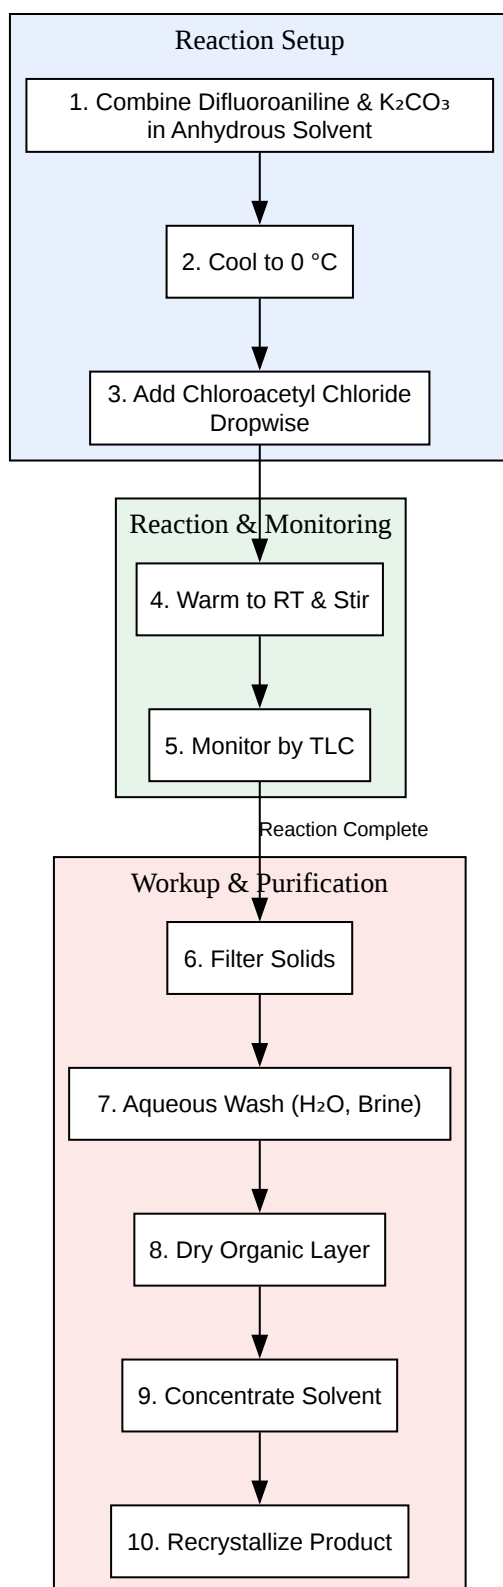 Reaction Setup
1. Combine Difluoroaniline & K₂CO₃
in Anhydrous Solvent
2. Cool to 0 °C
3. Add Chloroacetyl Chloride
Dropwise
Reaction & Monitoring
4. Warm to RT & Stir
5. Monitor by TLC
Reaction Complete
Workup & Purification
6. Filter Solids
7. Aqueous Wash (H₂O, Brine)
8. Dry Organic Layer
9. Concentrate Solvent
10. Recrystallize Product